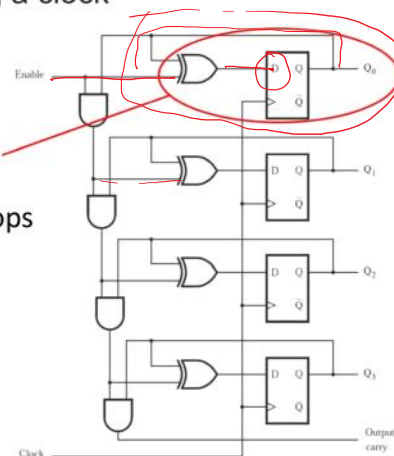 g a clock
Enable
D Q Q0
Q̄
D Q Q1
Q̄
ops
D Q Q2
Q̄
D Q Q3
Q̄
Output
carry
Clock